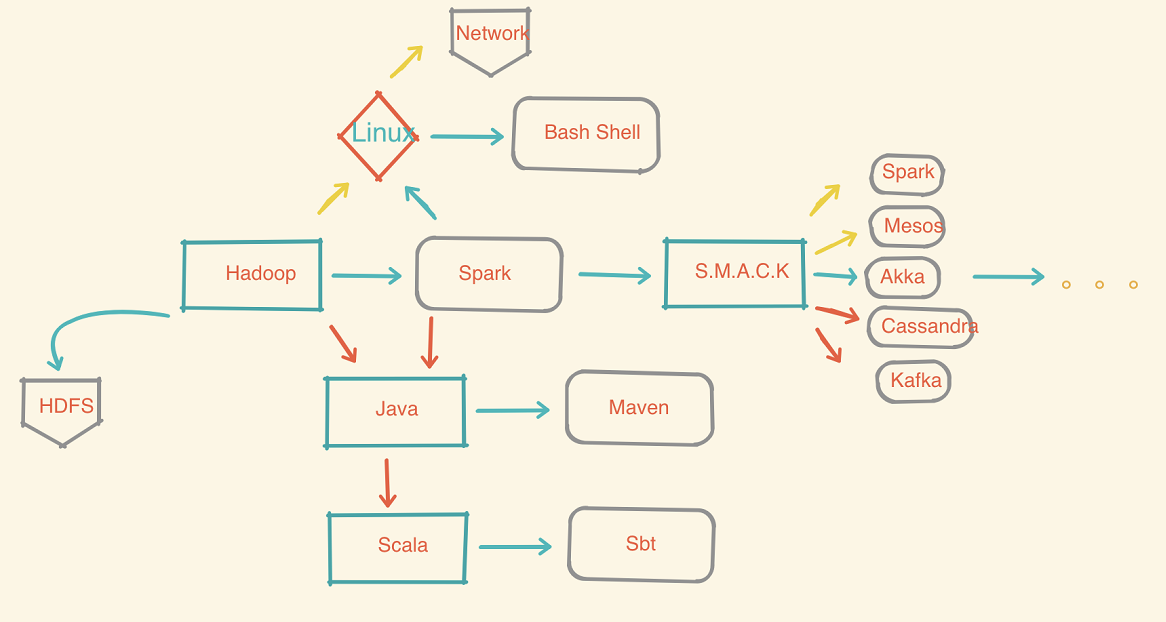 Network
Linux
Bash Shell
Spark
Mesos
Hadoop
Spark
S.M.A.C.K
Akka
Cassandra
Kafka
HDFS
Java
Maven
Scala
Sbt